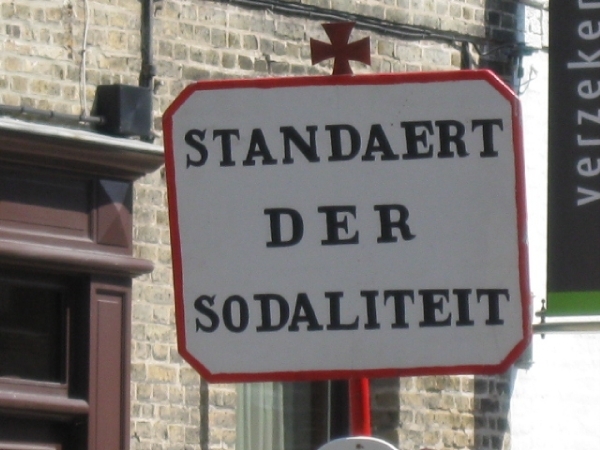 STANDAERT
DER
SODALITEIT
verzeker